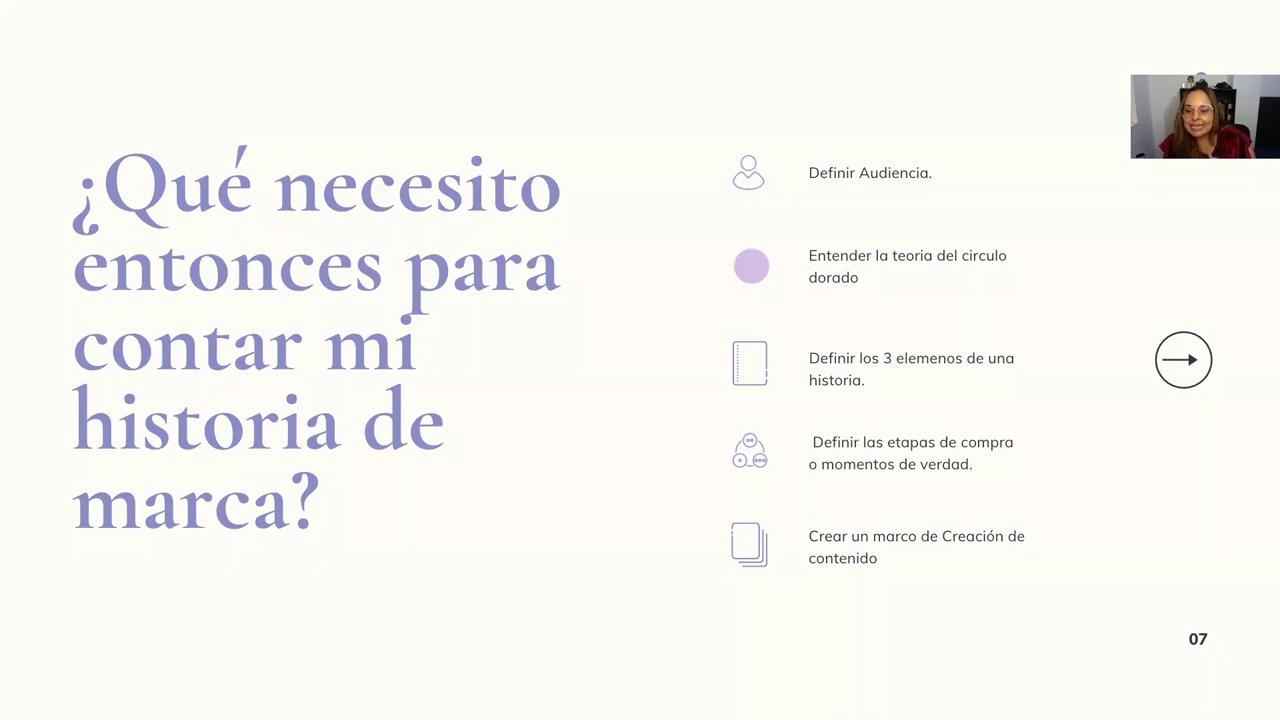 ¿Qué necesito
entonces para
contar mi
historia de
marca?
Definir Audiencia.
Entender la teoria del circulo
dorado
Definir los 3 elemenos de una
historia.
Definir las etapas de compra
o momentos de verdad.
Crear un marco de Creación de
contenido
07